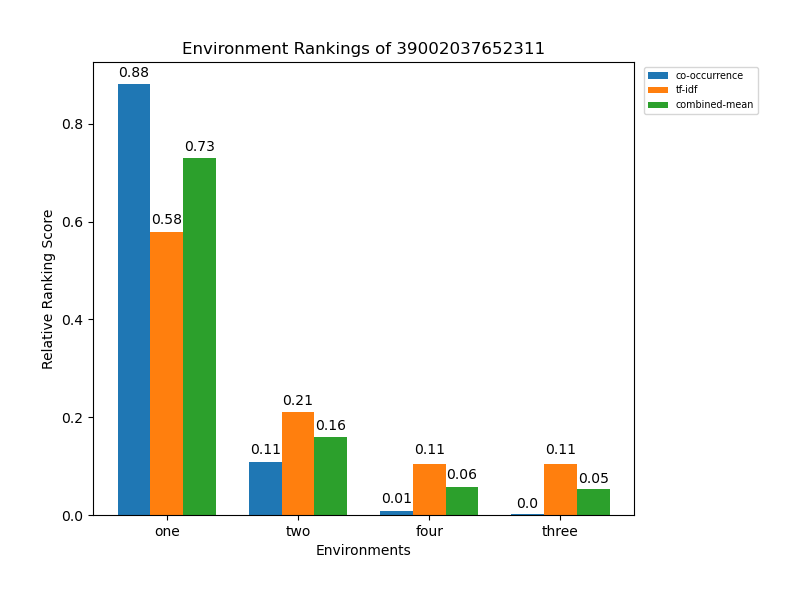 Environment Rankings of 39002037652311
co-occurrence
tf-idf
combined-mean
Relative Ranking Score
0.8
0.6
0.4
0.2
0.0
0.88
0.58
0.73
0.11
0.21
0.16
0.01
0.11
0.06
0.0
0.11
0.05
one two four three
Environments